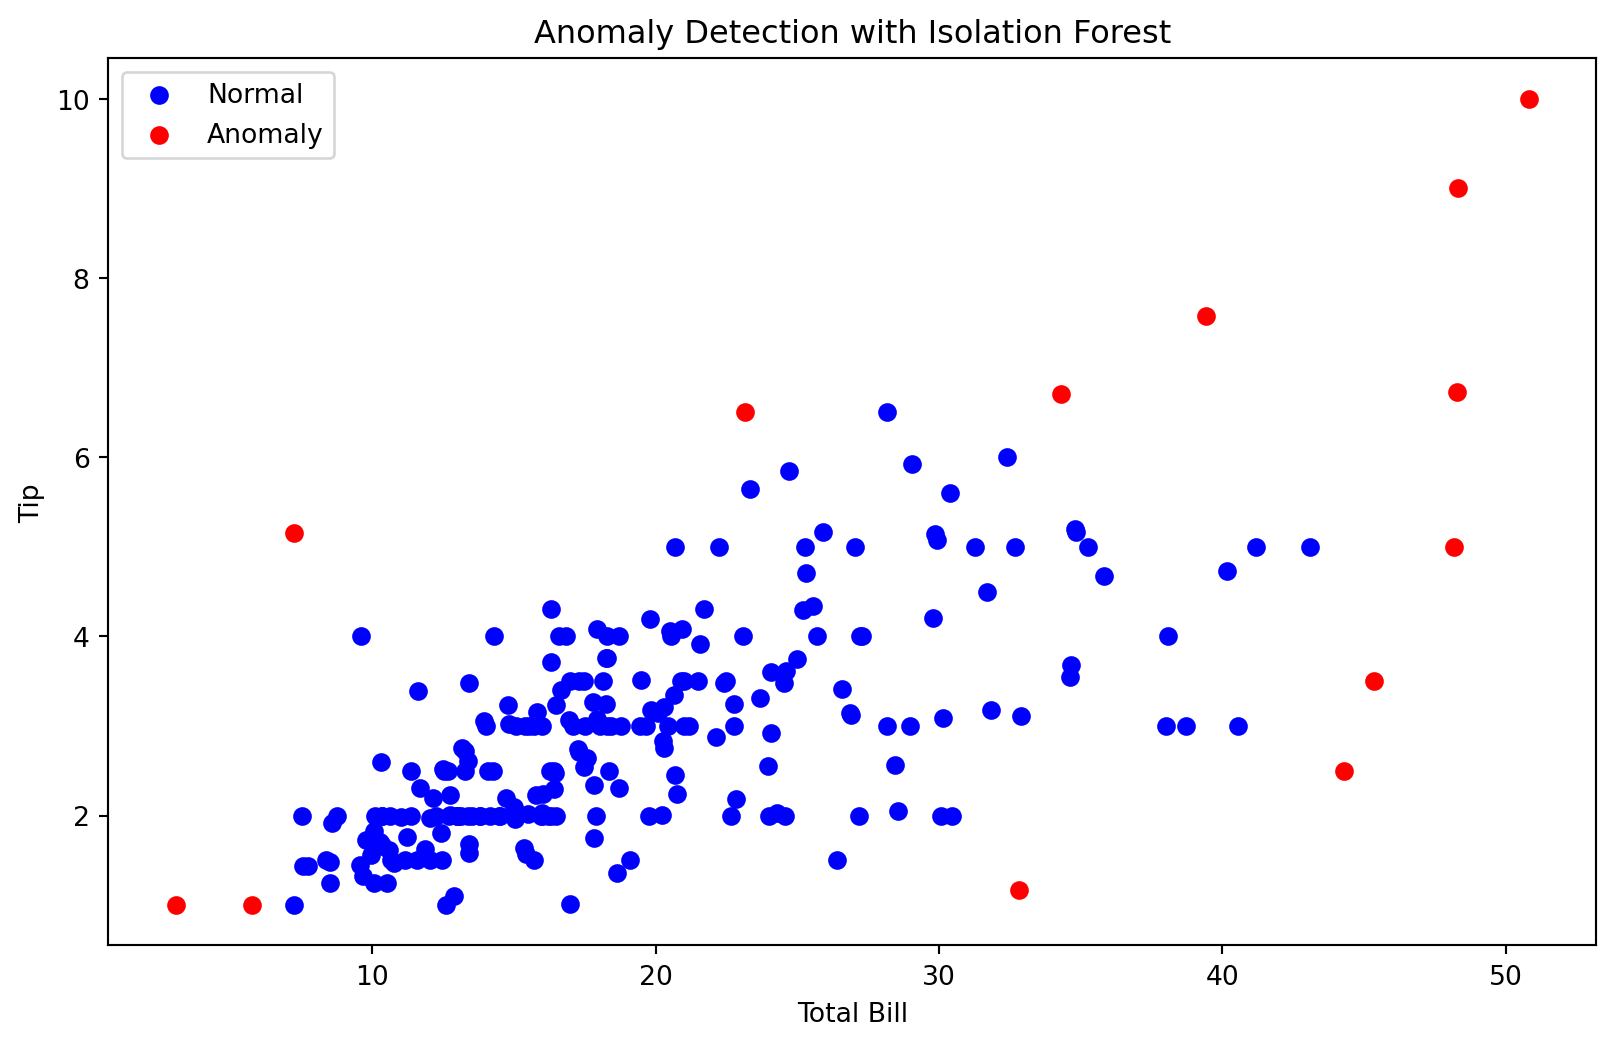 Anomaly Detection with Isolation Forest
Normal
Anomaly
10
8
6
4
2
Tip
10 20 30 40 50
Total Bill